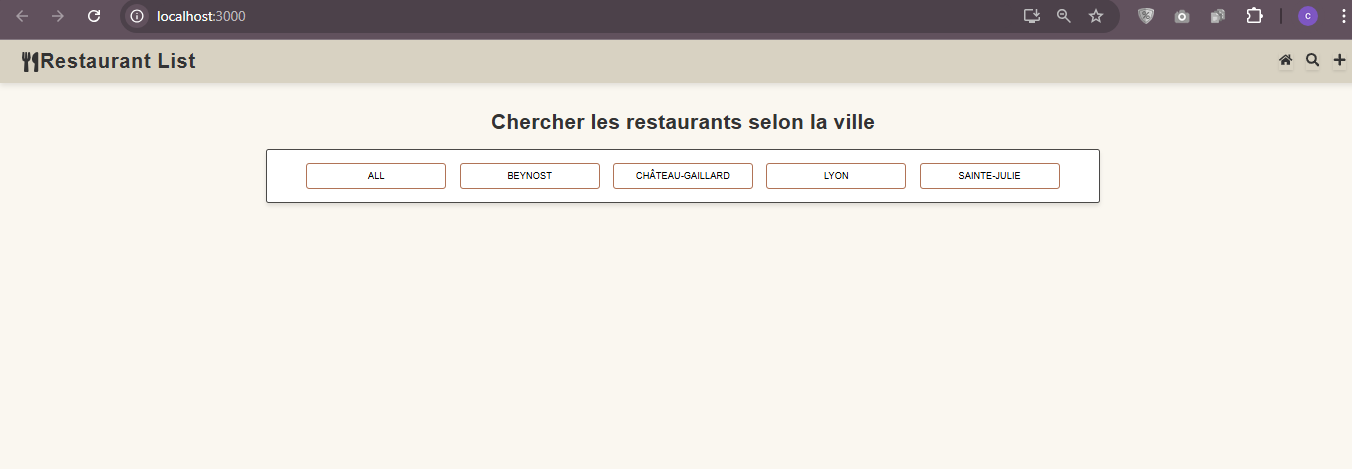 localhost:3000
Restaurant List
Chercher les restaurants selon la ville
ALL BEYNOST CHÂTEAU-GAILLARD LYON SAINTE-JULIE